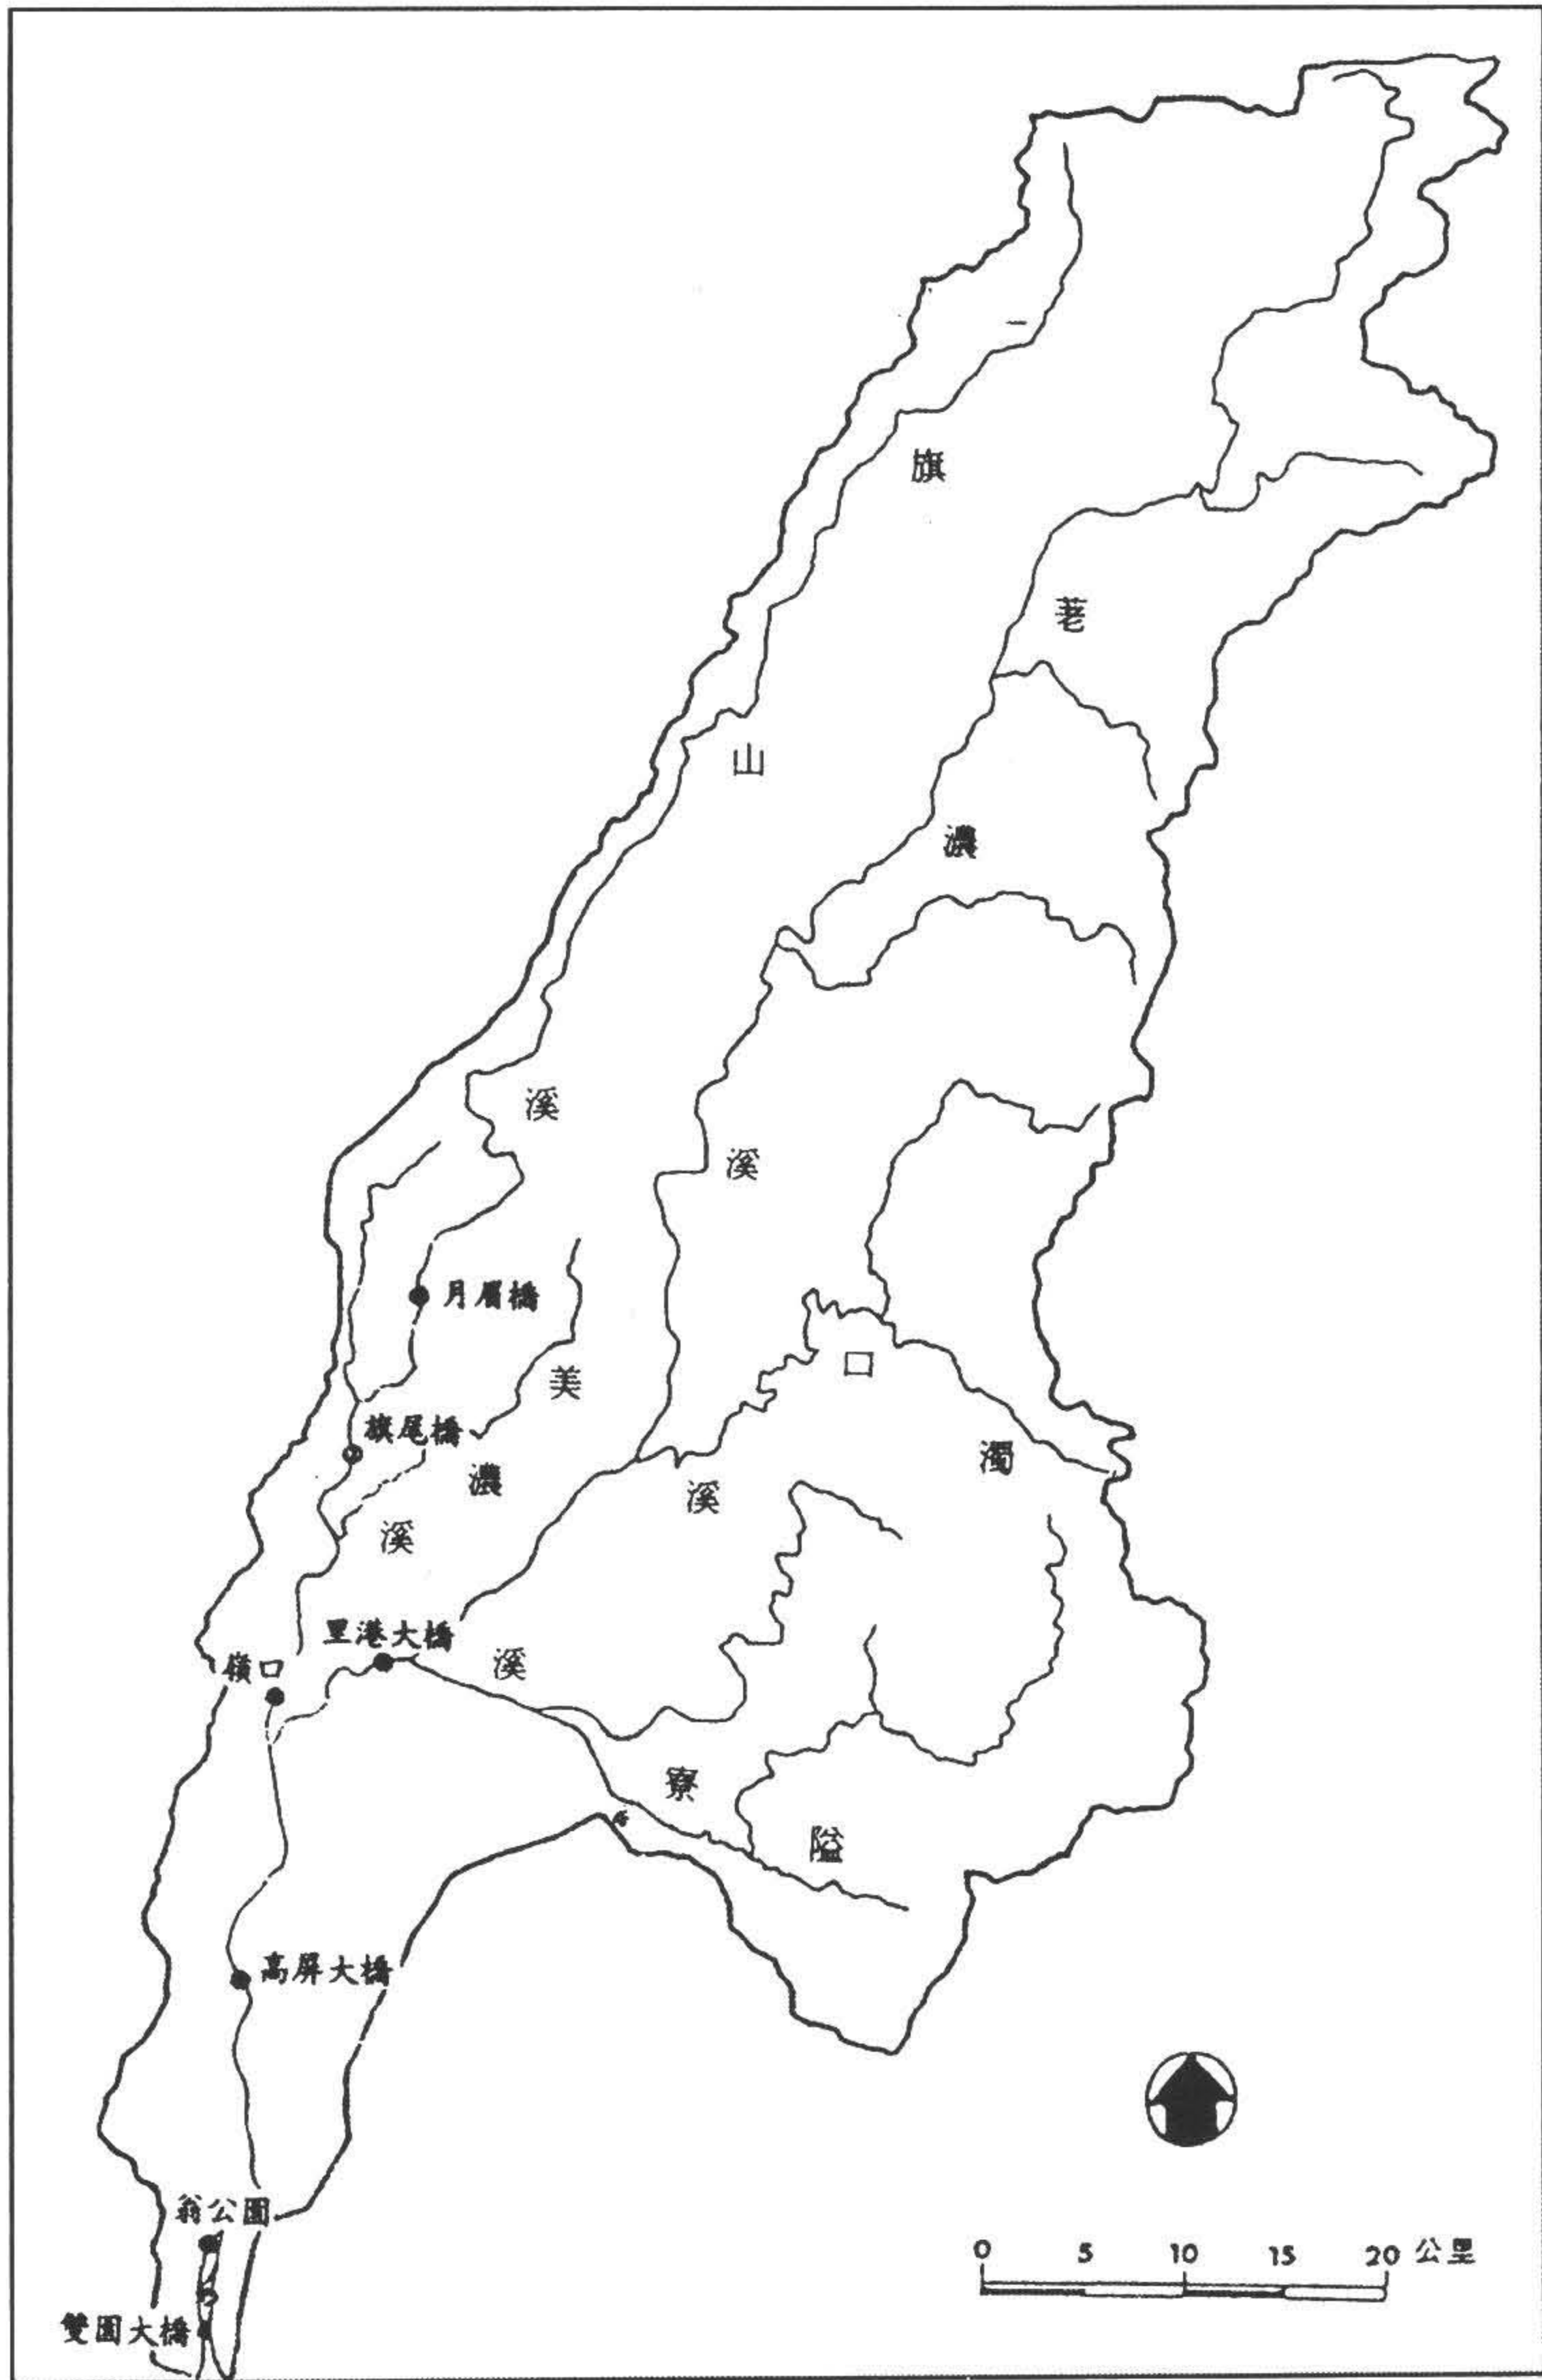 旗山溪
荖濃溪
月眉橋
美濃溪
旗尾橋
濁口溪
里港大橋
嶺口
隘寮溪
高屏大橋
翁公園
雙園大橋
0 5 10 15 20 公里